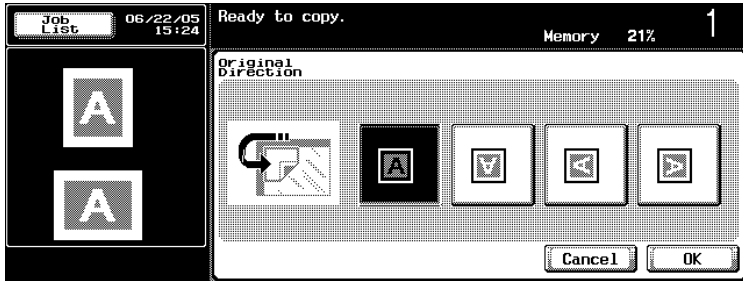 Job
List
06/22/05
15:24
Ready to copy.
Memory 21%
1
Original
Direction
A
A
A
A
A
A
Cancel
OK